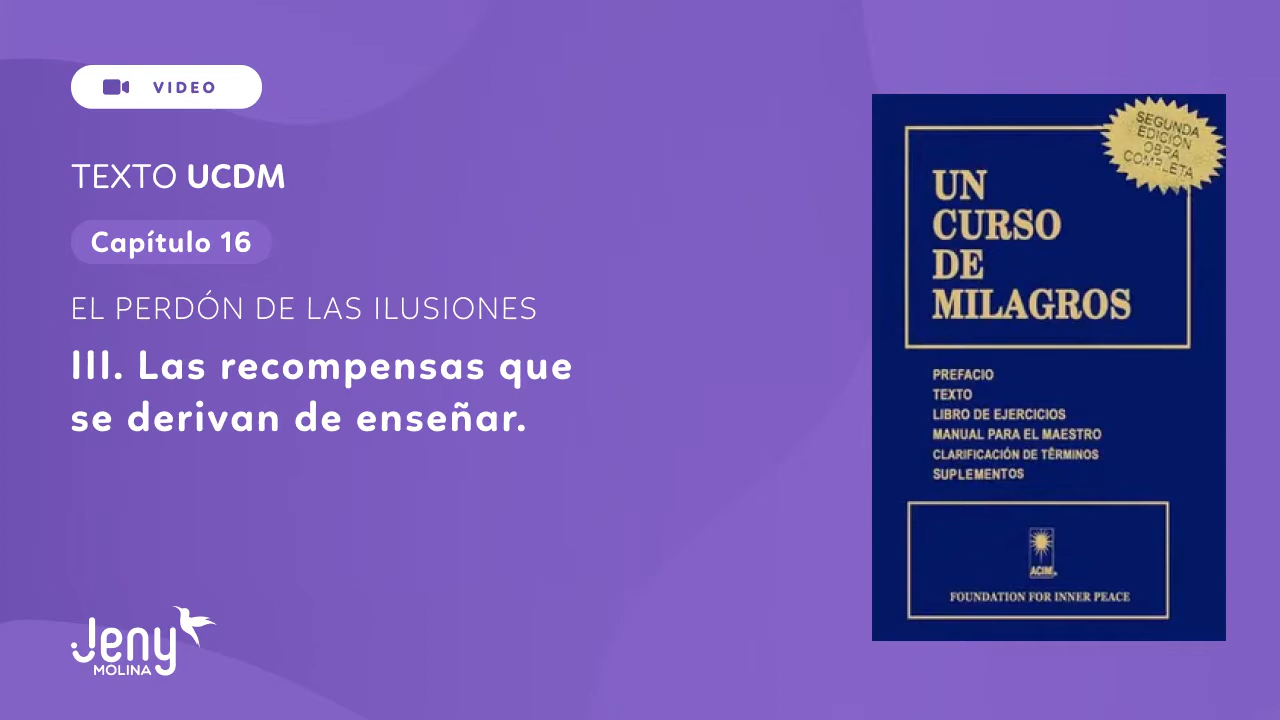 VIDEO
TEXTO UCDM
Capítulo 16
EL PERDÓN DE LAS ILUSIONES
III. Las recompensas que
se derivan de enseñar.
Jeny
MOLINA
SEGUNDA
EDICIÓN
OBRA
COMPLETA
UN
CURSO
DE
MILAGROS
PREFACIO
TEXTO
LIBRO DE EJERCICIOS
MANUAL PARA EL MAESTRO
CLARIFICACIÓN DE TÊRMINOS
SUPLEMENTOS
ACIM®
FOUNDATION FOR INNER PEACE